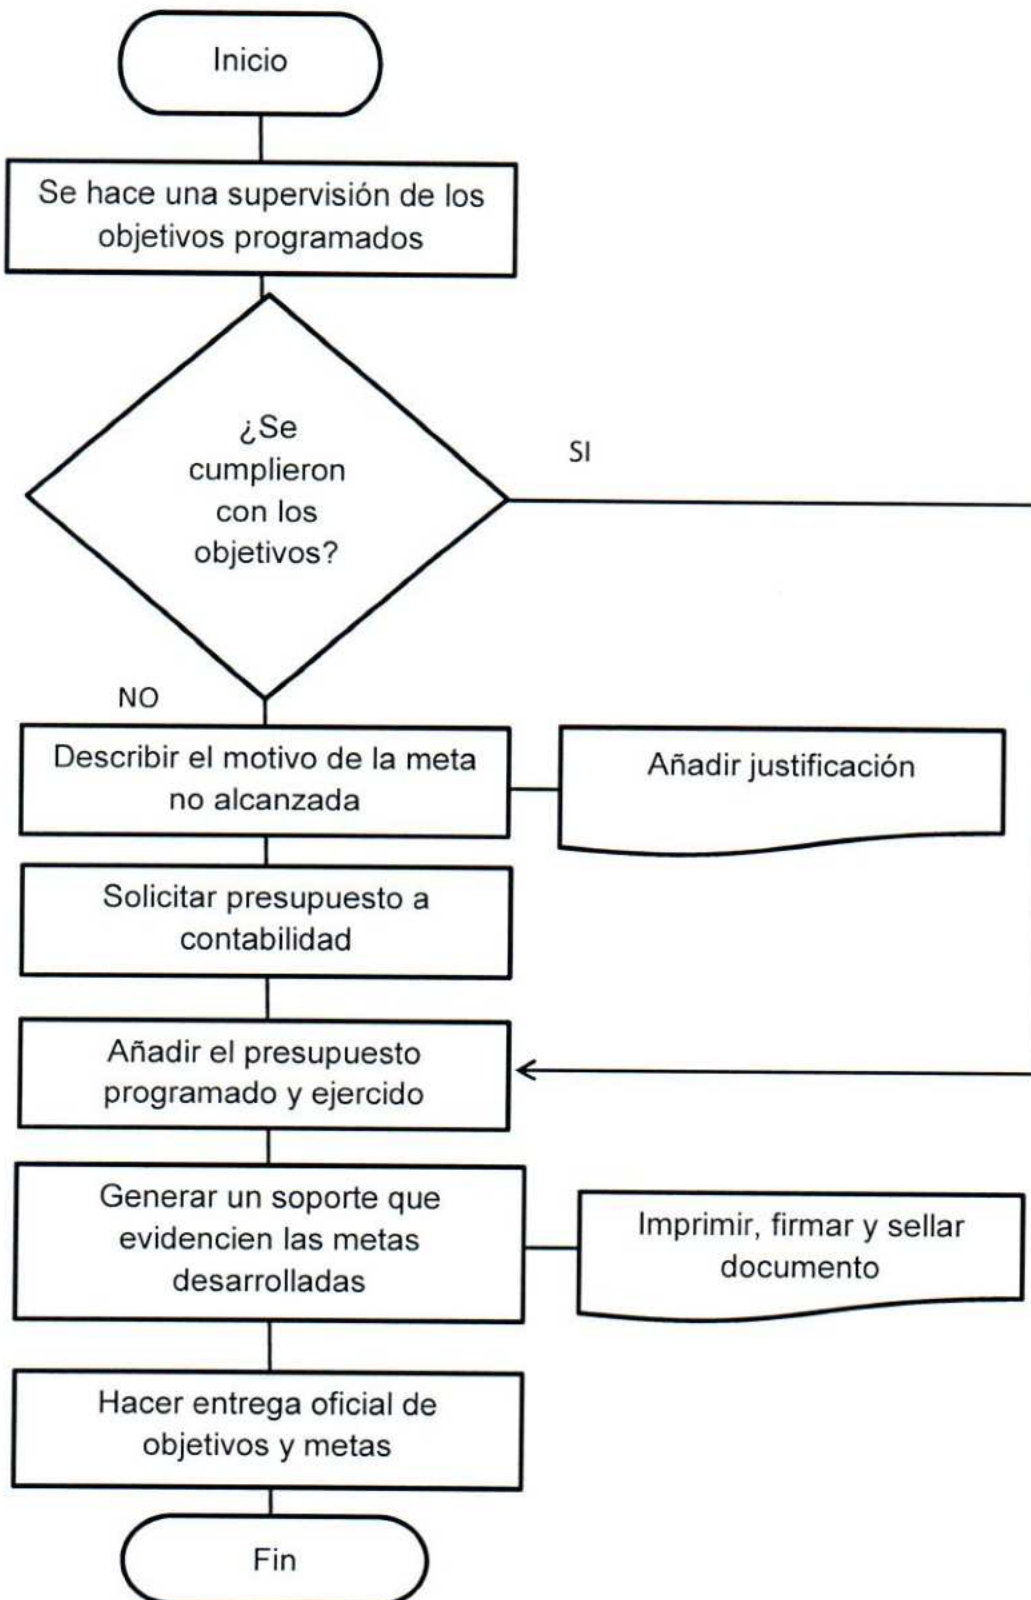 Inicio
Se hace una supervisión de los
objetivos programados
¿Se
cumplieron
con los
objetivos?
SI
NO
Describir el motivo de la meta
no alcanzada
Añadir justificación
Solicitar presupuesto a
contabilidad
Añadir el presupuesto
programado y ejercido
Generar un soporte que
evidencien las metas
desarrolladas
Imprimir, firmar y sellar
documento
Hacer entrega oficial de
objetivos y metas
Fin